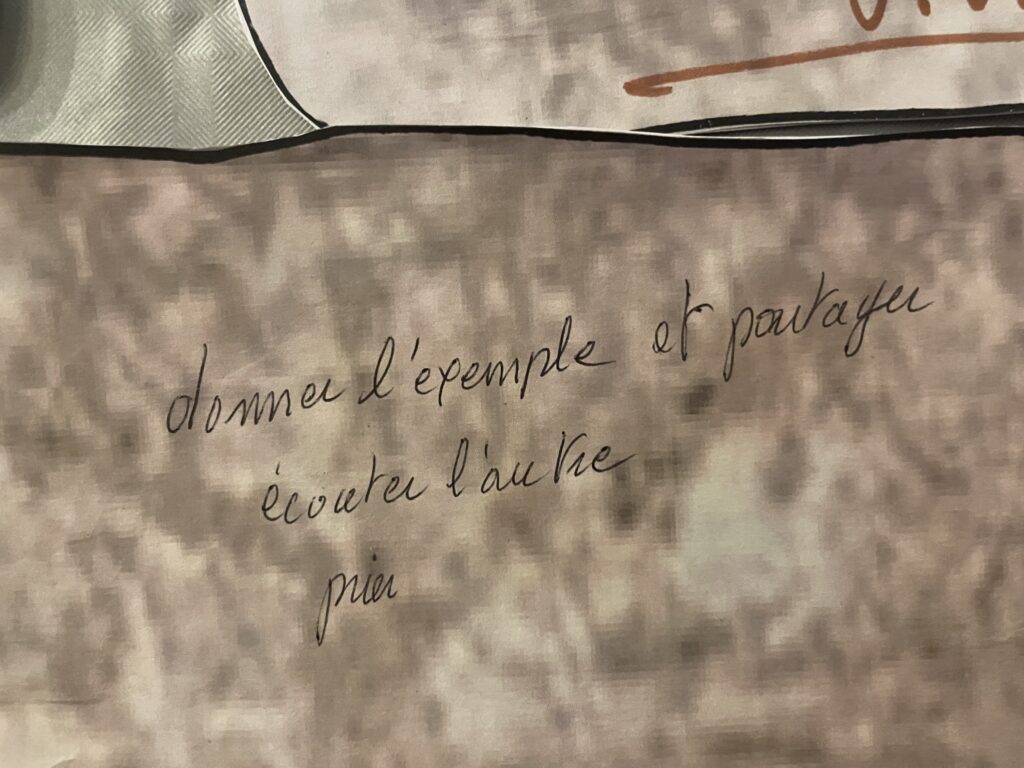 donner l'exemple et partager
écouter l'autre
prier